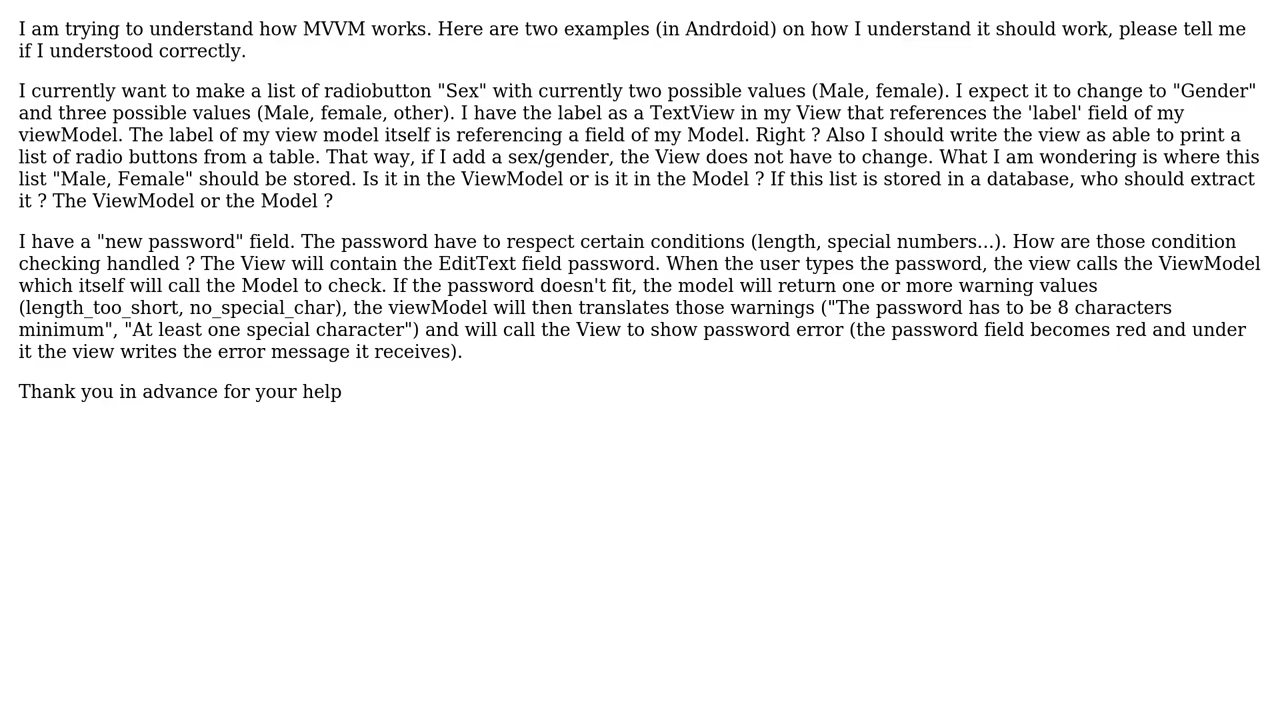 I am trying to understand how MVVM works. Here are two examples (in Andrdoid) on how I understand it should work, please tell me
if I understood correctly.
I currently want to make a list of radiobutton "Sex" with currently two possible values (Male, female). I expect it to change to "Gender"
and three possible values (Male, female, other). I have the label as a TextView in my View that references the 'label' field of my
viewModel. The label of my view model itself is referencing a field of my Model. Right ? Also I should write the view as able to print a
list of radio buttons from a table. That way, if I add a sex/gender, the View does not have to change. What I am wondering is where this
list "Male, Female" should be stored. Is it in the ViewModel or is it in the Model ? If this list is stored in a database, who should extract
it ? The ViewModel or the Model ?
I have a "new password" field. The password have to respect certain conditions (length, special numbers...). How are those condition
checking handled ? The View will contain the EditText field password. When the user types the password, the view calls the ViewModel
which itself will call the Model to check. If the password doesn't fit, the model will return one or more warning values
(length_too_short, no_special_char), the viewModel will then translates those warnings ("The password has to be 8 characters
minimum", "At least one special character") and will call the View to show password error (the password field becomes red and under
it the view writes the error message it receives).
Thank you in advance for your help